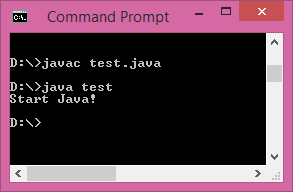 Command Prompt
D:\>javac test.java
D:\>java test
Start Java!
D:\>